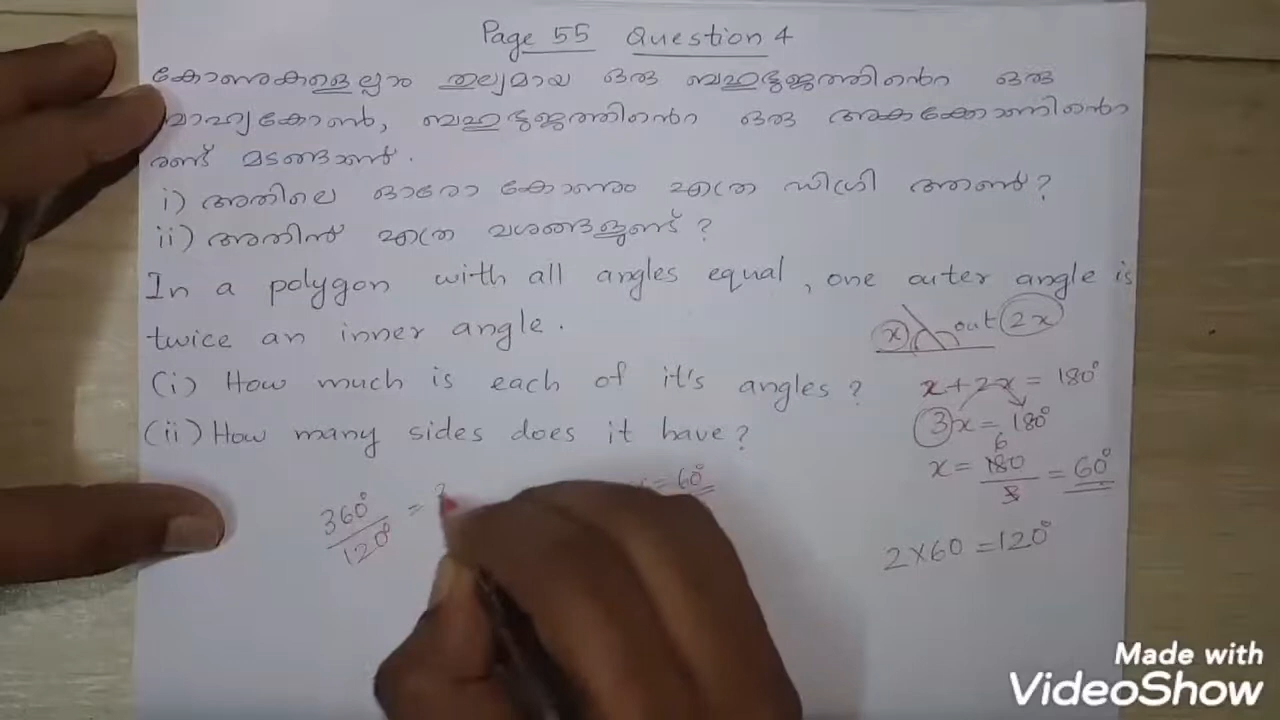 Page 55 Question 4
കോണുകളെല്ലാം തുല്യമായ ഒരു ബഹുഭുജത്തിൻെറ ഒരു
ബാഹ്യകോൺ, ബഹുഭുജത്തിൻെറ ഒരു അകക്കോണിൻെറ
രണ്ട് മടങ്ങാണ്.
i) അതിലെ ഓരോ കോണും എത്ര ഡിഗ്രി ആണ്?
ii) അതിന് എത്ര വശങ്ങളുണ്ട്?
In a polygon with all angles equal, one outer angle is
twice an inner angle.
x out 2x
(i) How much is each of it's angles?
x+2x = 180°
3x = 180°
(ii) How many sides does it have?
x = 180/3 = 60°
6
= 60°
360°/120° =
2×60 = 120°
Made with
VideoShow